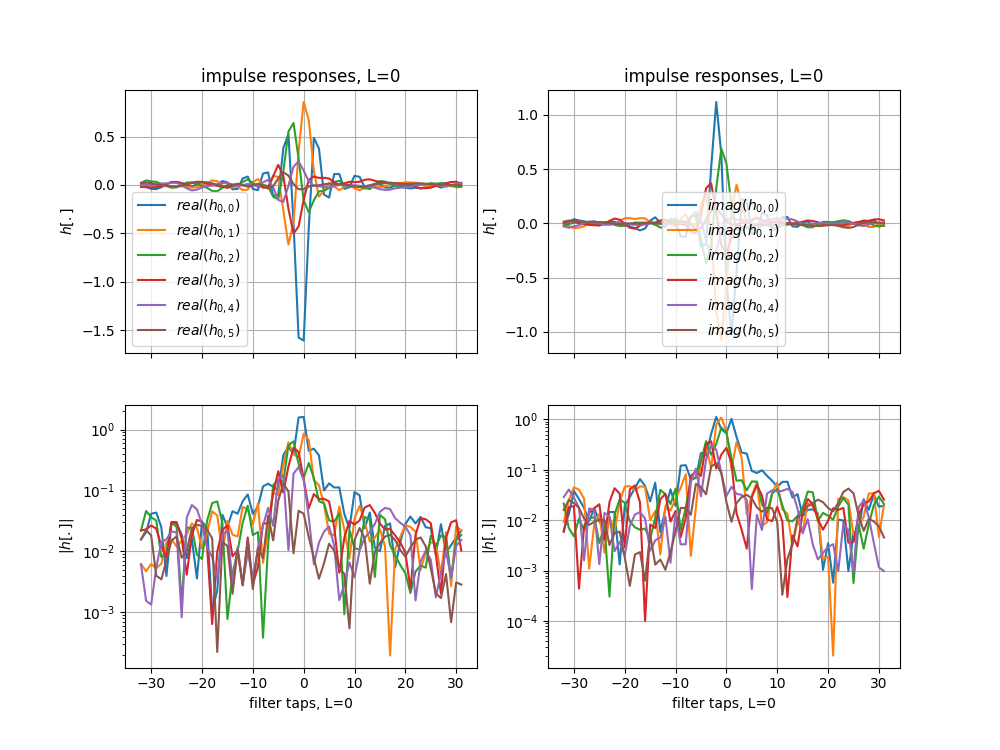 impulse responses, L=0
0.5
0.0
−0.5
−1.0
−1.5
h[.]
real(h0,0)
real(h0,1)
real(h0,2)
real(h0,3)
real(h0,4)
real(h0,5)
impulse responses, L=0
1.0
0.5
0.0
−0.5
−1.0
h[.]
imag(h0,0)
imag(h0,1)
imag(h0,2)
imag(h0,3)
imag(h0,4)
imag(h0,5)
10⁰
10⁻¹
10⁻²
10⁻³
|h[.]|
−30 −20 −10 0 10 20 30
filter taps, L=0
10⁰
10⁻¹
10⁻²
10⁻³
10⁻⁴
|h[.]|
−30 −20 −10 0 10 20 30
filter taps, L=0